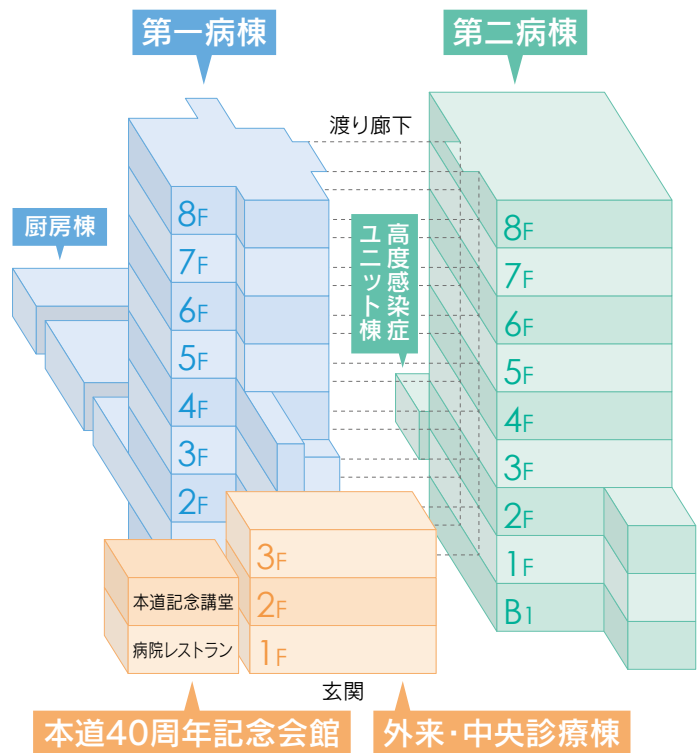 第一病棟
第二病棟
渡り廊下
厨房棟
高度感染症
ユニット棟
8F
7F
6F
5F
4F
3F
2F
8F
7F
6F
5F
4F
3F
2F
1F
B1
3F
2F
1F
本道記念講堂
病院レストラン
玄関
本道40周年記念会館
外来・中央診療棟